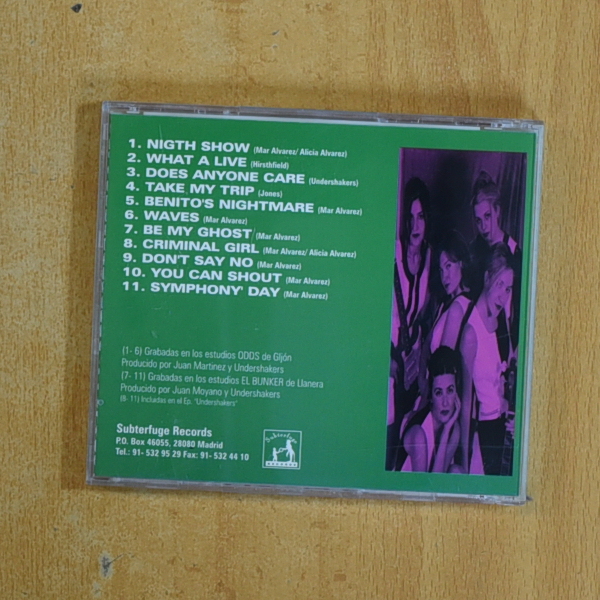 1. NIGTH SHOW (Mar Alvarez/ Alicia Alvarez)
2. WHAT A LIVE (Hirsthfield)
3. DOES ANYONE CARE (Undershakers)
4. TAKE MY TRIP (Jones)
5. BENITO'S NIGHTMARE (Mar Alvarez)
6. WAVES (Mar Alvarez)
7. BE MY GHOST (Mar Alvarez)
8. CRIMINAL GIRL (Mar Alvarez/ Alicia Alvarez)
9. DON'T SAY NO (Mar Alvarez)
10. YOU CAN SHOUT (Mar Alvarez)
11. SYMPHONY' DAY (Mar Alvarez)
(1- 6) Grabadas en los estudios ODDS de GIjón
Producido por Juan Martinez y Undershakers
(7- 11) Grabadas en los estudios EL BUNKER de Llanera
Producido por Juan Moyano y Undershakers
(8- 11) Incluidas en el Ep. "Undershakers"
Subterfuge Records
P.O. Box 46055, 28080 Madrid
Tel.: 91- 532 95 29 Fax: 91- 532 44 10
Subterfuge
RECORDS